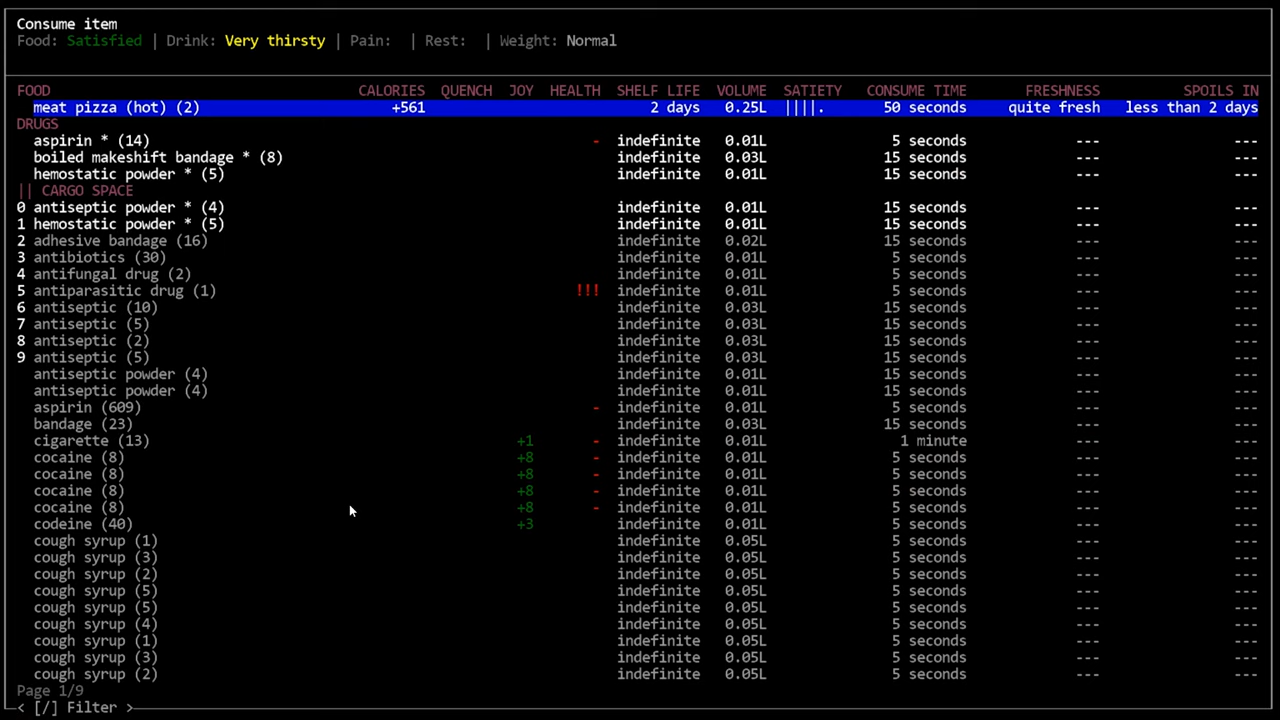 Consume item
Food: Satisfied | Drink: Very thirsty | Pain: | Rest: | Weight: Normal
FOOD CALORIES QUENCH JOY HEALTH SHELF LIFE VOLUME SATIETY CONSUME TIME FRESHNESS SPOILS IN
meat pizza (hot) (2) +561 2 days 0.25L ||||. 50 seconds quite fresh less than 2 days
DRUGS
aspirin * (14) - indefinite 0.01L 5 seconds --- ---
boiled makeshift bandage * (8) indefinite 0.03L 15 seconds --- ---
hemostatic powder * (5) indefinite 0.01L 15 seconds --- ---
|| CARGO SPACE
0 antiseptic powder * (4) indefinite 0.01L 15 seconds --- ---
1 hemostatic powder * (5) indefinite 0.01L 15 seconds --- ---
2 adhesive bandage (16) indefinite 0.02L 15 seconds --- ---
3 antibiotics (30) indefinite 0.01L 5 seconds --- ---
4 antifungal drug (2) indefinite 0.01L 5 seconds --- ---
5 antiparasitic drug (1) !!! indefinite 0.01L 5 seconds --- ---
6 antiseptic (10) indefinite 0.03L 15 seconds --- ---
7 antiseptic (5) indefinite 0.03L 15 seconds --- ---
8 antiseptic (2) indefinite 0.03L 15 seconds --- ---
9 antiseptic (5) indefinite 0.03L 15 seconds --- ---
antiseptic powder (4) indefinite 0.01L 15 seconds --- ---
antiseptic powder (4) indefinite 0.01L 15 seconds --- ---
aspirin (609) - indefinite 0.01L 5 seconds --- ---
bandage (23) indefinite 0.03L 15 seconds --- ---
cigarette (13) +1 - indefinite 0.01L 1 minute --- ---
cocaine (8) +8 - indefinite 0.01L 5 seconds --- ---
cocaine (8) +8 - indefinite 0.01L 5 seconds --- ---
cocaine (8) +8 - indefinite 0.01L 5 seconds --- ---
cocaine (8) +8 - indefinite 0.01L 5 seconds --- ---
codeine (40) +3 indefinite 0.01L 5 seconds --- ---
cough syrup (1) indefinite 0.05L 5 seconds --- ---
cough syrup (3) indefinite 0.05L 5 seconds --- ---
cough syrup (2) indefinite 0.05L 5 seconds --- ---
cough syrup (5) indefinite 0.05L 5 seconds --- ---
cough syrup (5) indefinite 0.05L 5 seconds --- ---
cough syrup (4) indefinite 0.05L 5 seconds --- ---
cough syrup (1) indefinite 0.05L 5 seconds --- ---
cough syrup (3) indefinite 0.05L 5 seconds --- ---
cough syrup (2) indefinite 0.05L 5 seconds --- ---
Page 1/9
< [/] Filter >